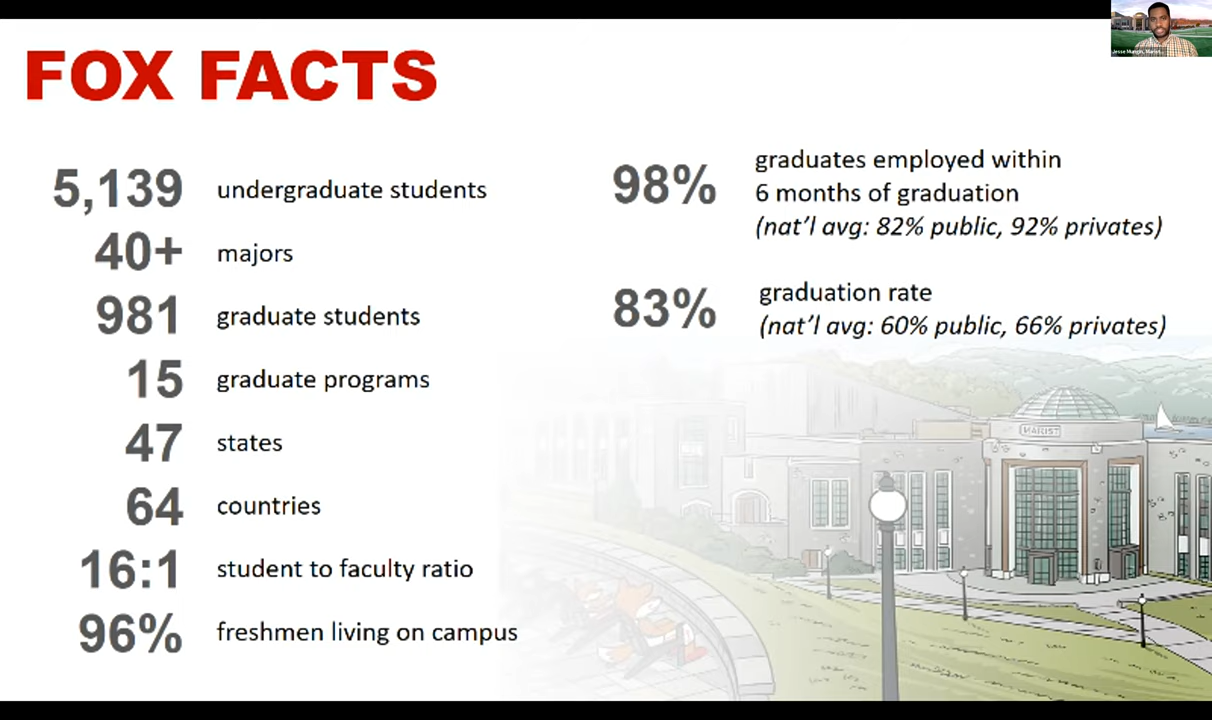 FOX FACTS
5,139 undergraduate students
40+ majors
981 graduate students
15 graduate programs
47 states
64 countries
16:1 student to faculty ratio
96% freshmen living on campus
98% graduates employed within
6 months of graduation
(nat'l avg: 82% public, 92% privates)
83% graduation rate
(nat'l avg: 60% public, 66% privates)
MARIST
Jesse